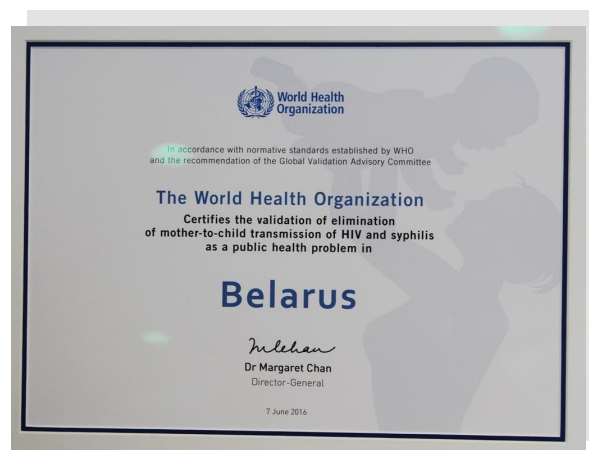 World Health
Organization
In accordance with normative standards established by WHO
and the recommendation of the Global Validation Advisory Committee
The World Health Organization
Certifies the validation of elimination
of mother-to-child transmission of HIV and syphilis
as a public health problem in
Belarus
Dr Margaret Chan
Director-General
7 June 2016